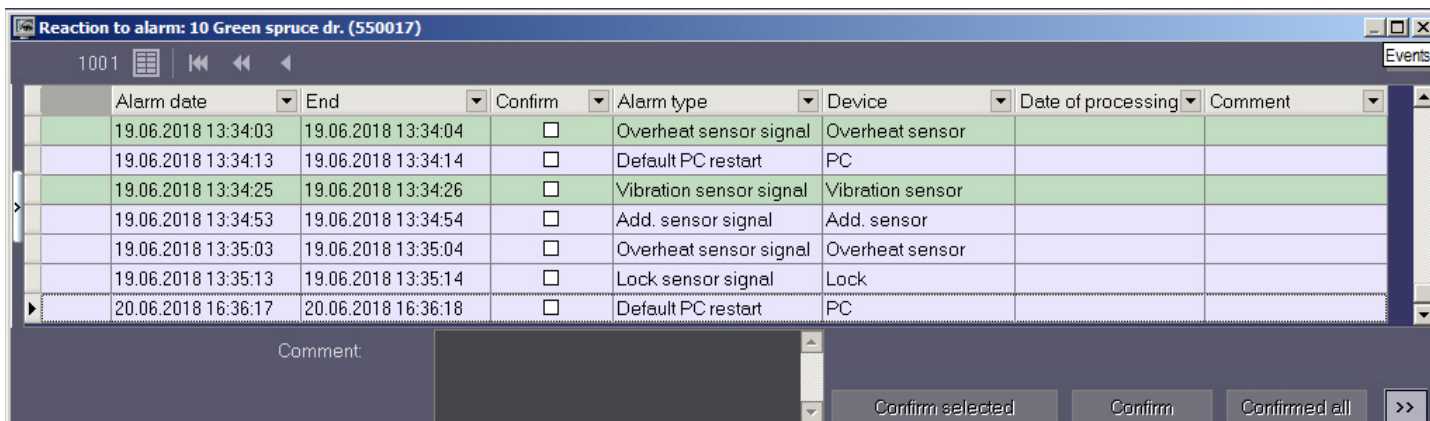 Reaction to alarm: 10 Green spruce dr. (550017)
1001
Events
Alarm date End Confirm Alarm type Device Date of processing Comment
19.06.2018 13:34:03 19.06.2018 13:34:04 Overheat sensor signal Overheat sensor
19.06.2018 13:34:13 19.06.2018 13:34:14 Default PC restart PC
19.06.2018 13:34:25 19.06.2018 13:34:26 Vibration sensor signal Vibration sensor
19.06.2018 13:34:53 19.06.2018 13:34:54 Add. sensor signal Add. sensor
19.06.2018 13:35:03 19.06.2018 13:35:04 Overheat sensor signal Overheat sensor
19.06.2018 13:35:13 19.06.2018 13:35:14 Lock sensor signal Lock
20.06.2018 16:36:17 20.06.2018 16:36:18 Default PC restart PC
Comment:
Confirm selected Confirm Confirmed all >>